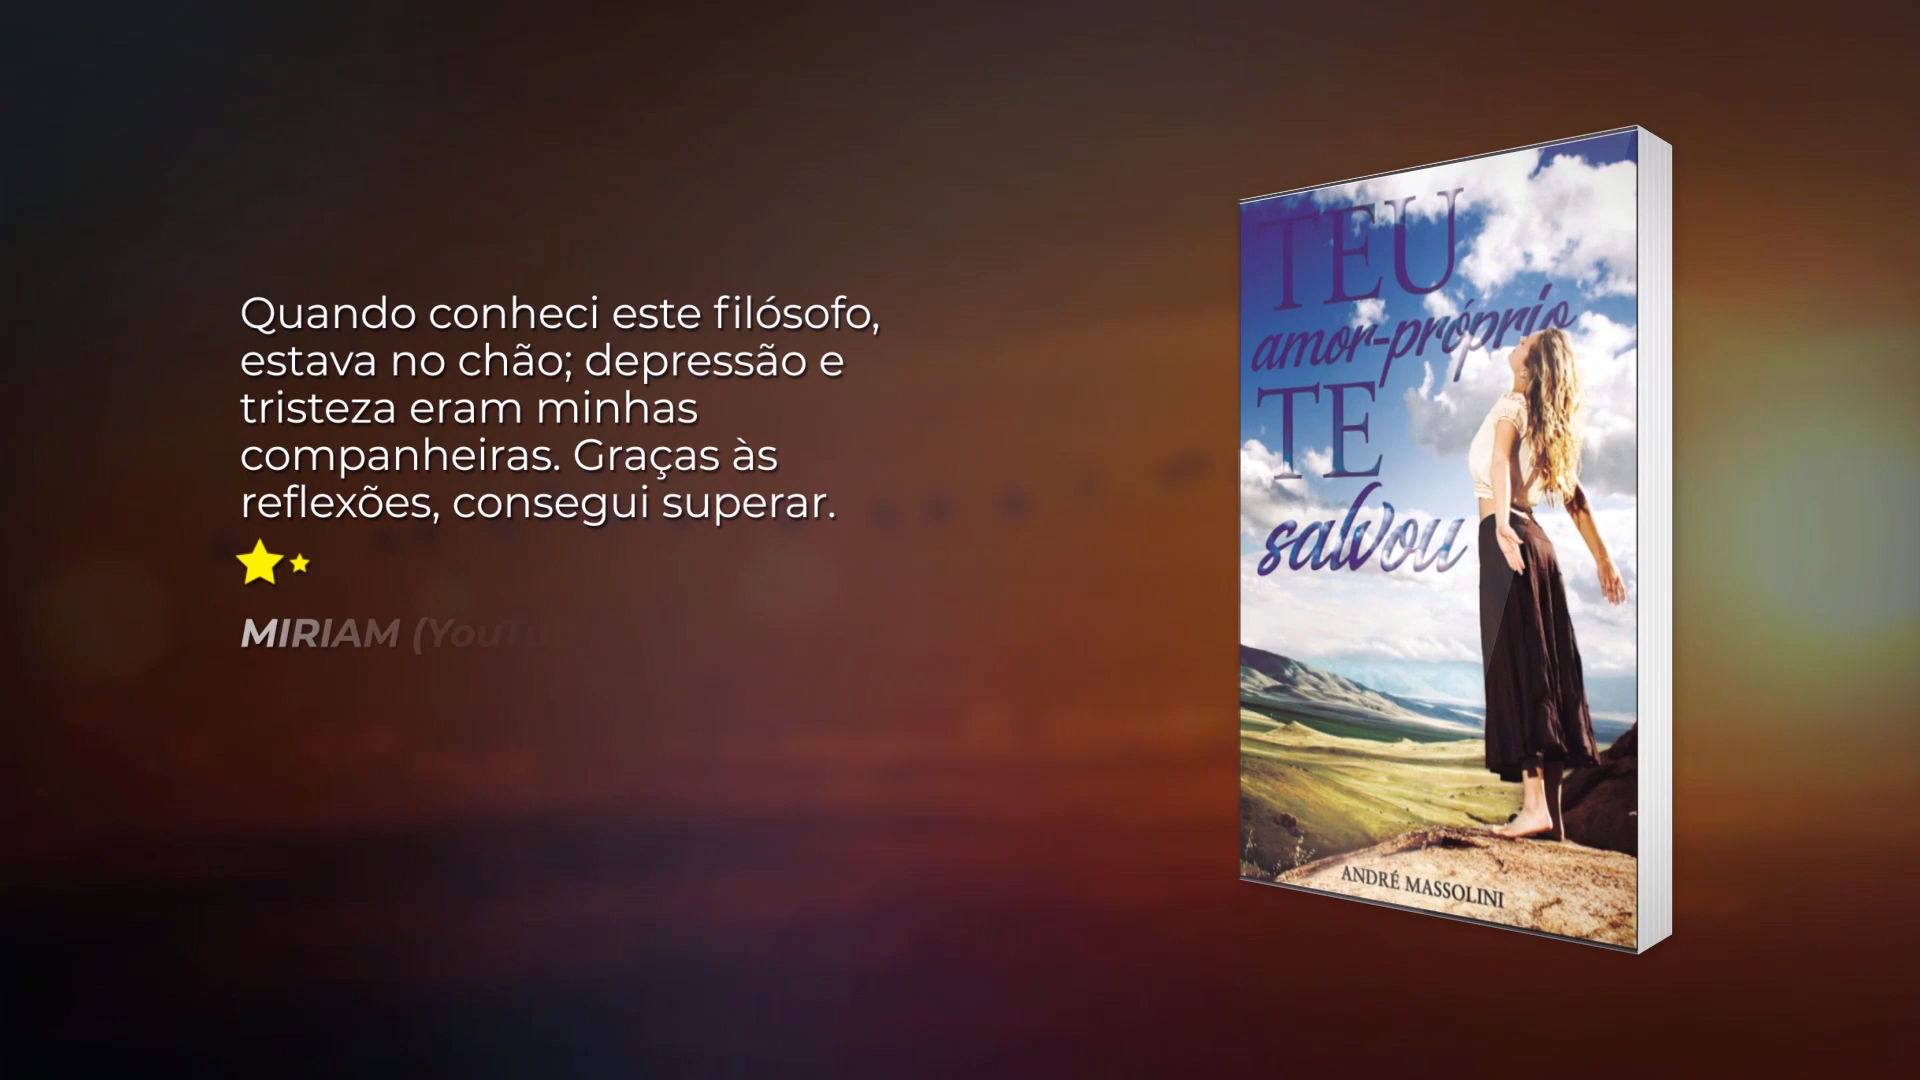 Quando conheci este filósofo,
estava no chão; depressão e
tristeza eram minhas
companheiras. Graças às
reflexões, consegui superar.
MIRIAM (YouTu
TEU
amor-próprio
TE
salvou
ANDRÉ MASSOLINI